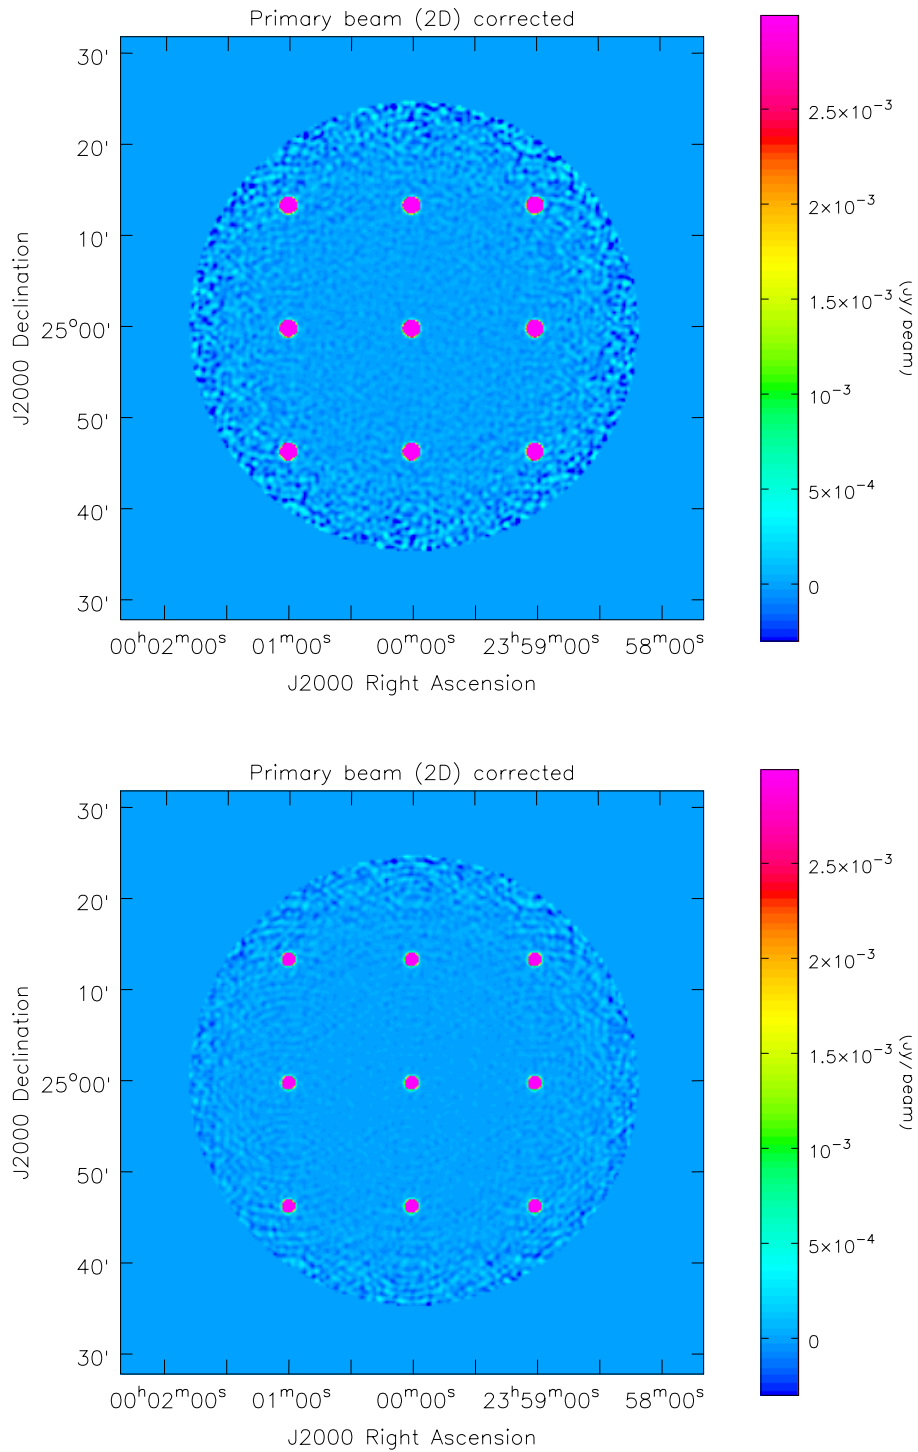 Primary beam (2D) corrected
30'
20'
10'
25°00'
50'
40'
30'
J2000 Declination
00ʰ02ᵐ00ˢ 01ᵐ00ˢ 00ᵐ00ˢ 23ʰ59ᵐ00ˢ 58ᵐ00ˢ
J2000 Right Ascension
2.5×10⁻³
2×10⁻³
1.5×10⁻³
10⁻³
5×10⁻⁴
0
(Jy/beam)
Primary beam (2D) corrected
30'
20'
10'
25°00'
50'
40'
30'
J2000 Declination
00ʰ02ᵐ00ˢ 01ᵐ00ˢ 00ᵐ00ˢ 23ʰ59ᵐ00ˢ 58ᵐ00ˢ
J2000 Right Ascension
2.5×10⁻³
2×10⁻³
1.5×10⁻³
10⁻³
5×10⁻⁴
0
(Jy/beam)